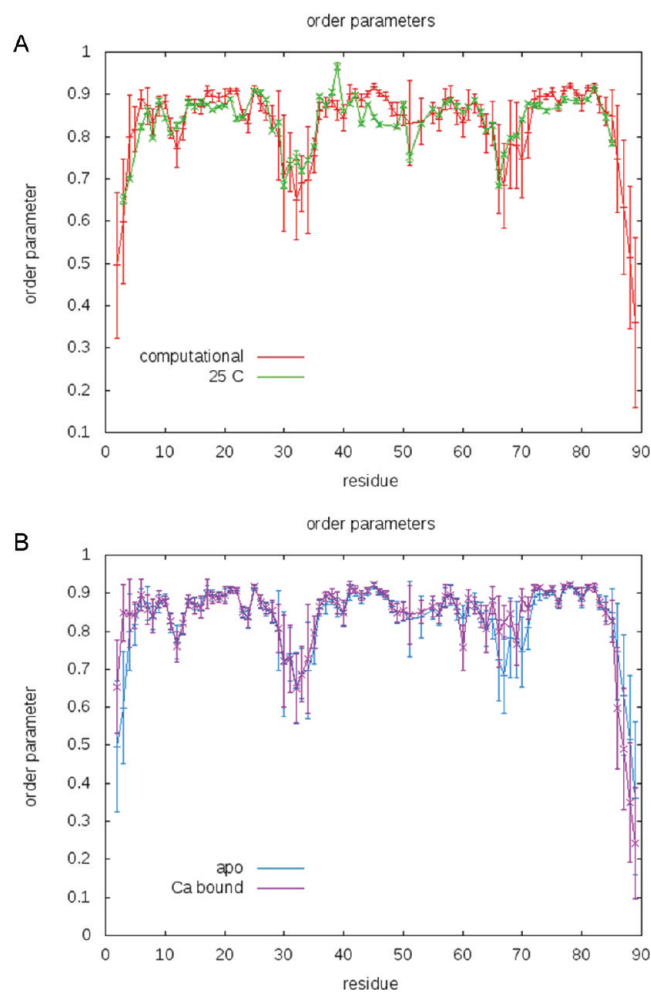 A
order parameters
1
0.9
0.8
0.7
0.6
0.5
0.4
0.3
0.2
0.1
order parameter
computational
25 C
0 10 20 30 40 50 60 70 80 90
residue
B
order parameters
1
0.9
0.8
0.7
0.6
0.5
0.4
0.3
0.2
0.1
0
order parameter
apo
Ca bound
0 10 20 30 40 50 60 70 80 90
residue